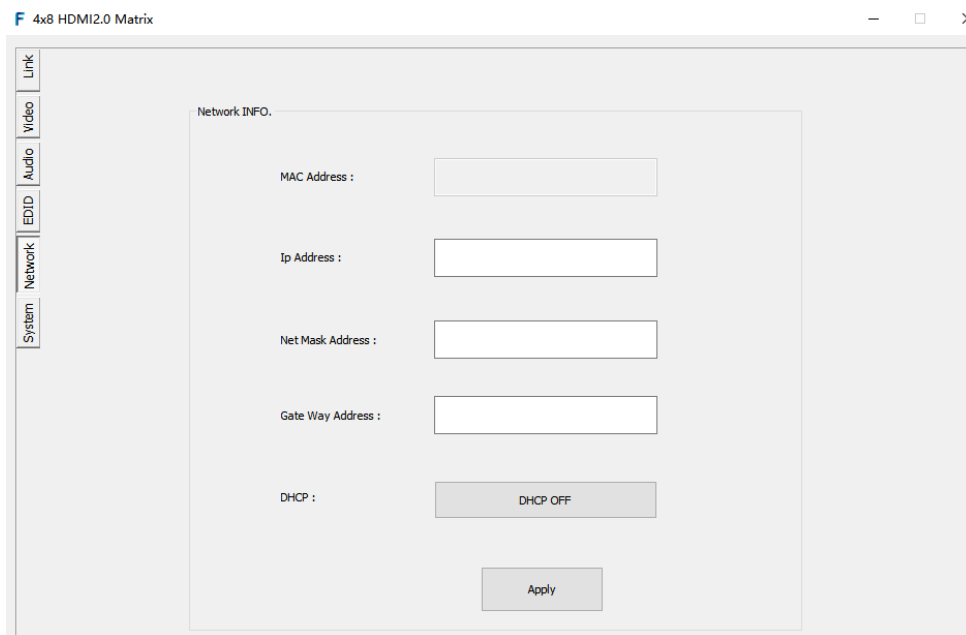 F 4x8 HDMI2.0 Matrix
Link
Video
Audio
EDID
Network
System
Network INFO.
MAC Address :
Ip Address :
Net Mask Address :
Gate Way Address :
DHCP :
DHCP OFF
Apply